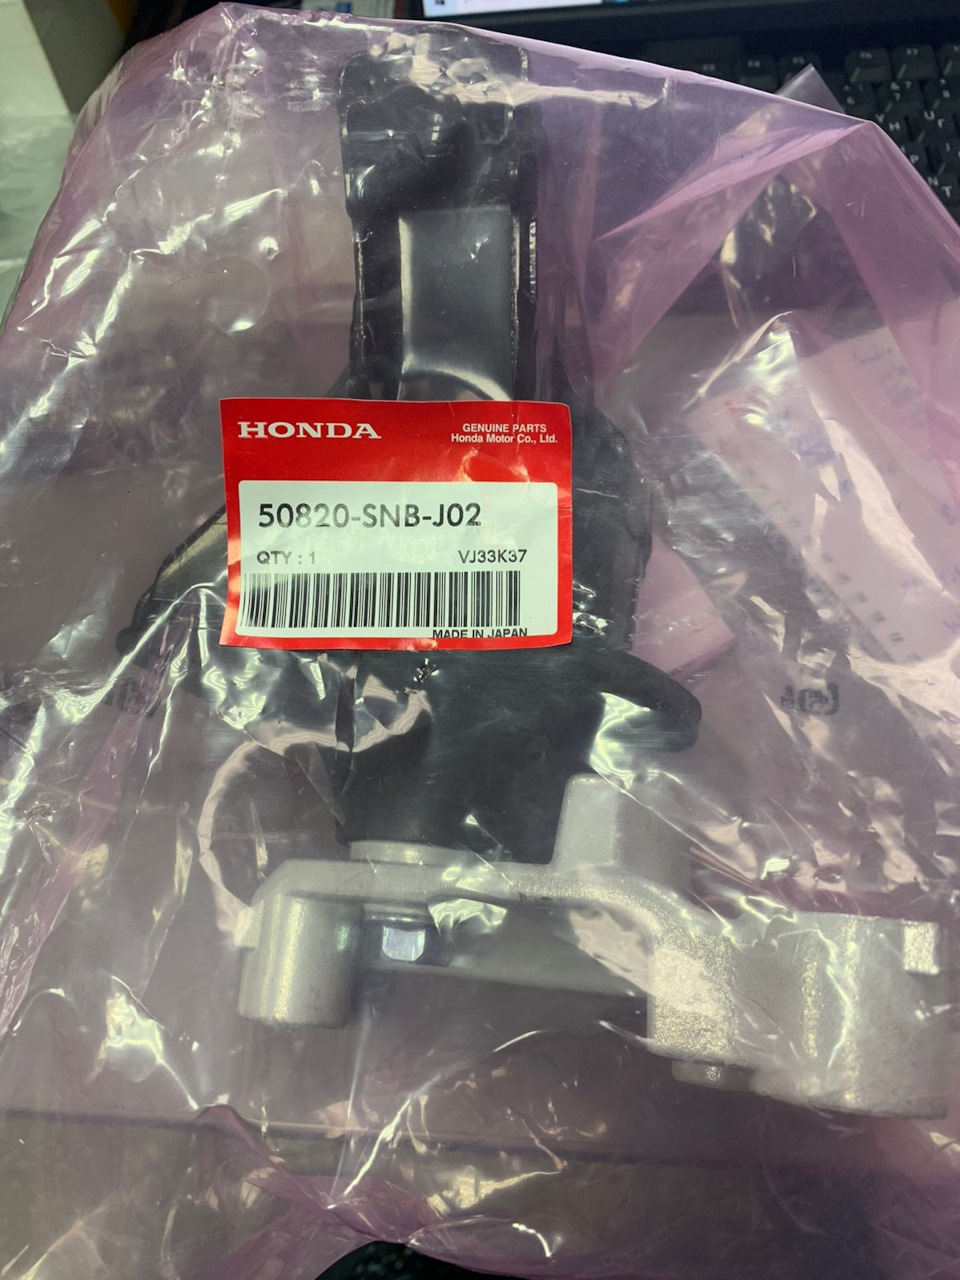 HONDA
GENUINE PARTS
Honda Motor Co., Ltd.
50820-SNB-J02
QTY : 1 VJ33K37
MADE IN JAPAN